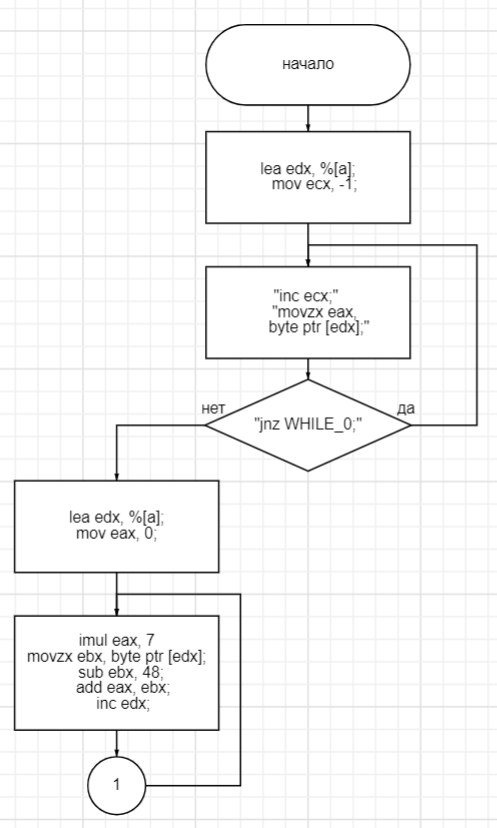 начало
lea edx, %[a];
mov ecx, -1;
"inc ecx;"
"movzx eax,
byte ptr [edx];"
нет
да
"jnz WHILE_0;"
lea edx, %[a];
mov eax, 0;
imul eax, 7
movzx ebx, byte ptr [edx];
sub ebx, 48;
add eax, ebx;
inc edx;
1